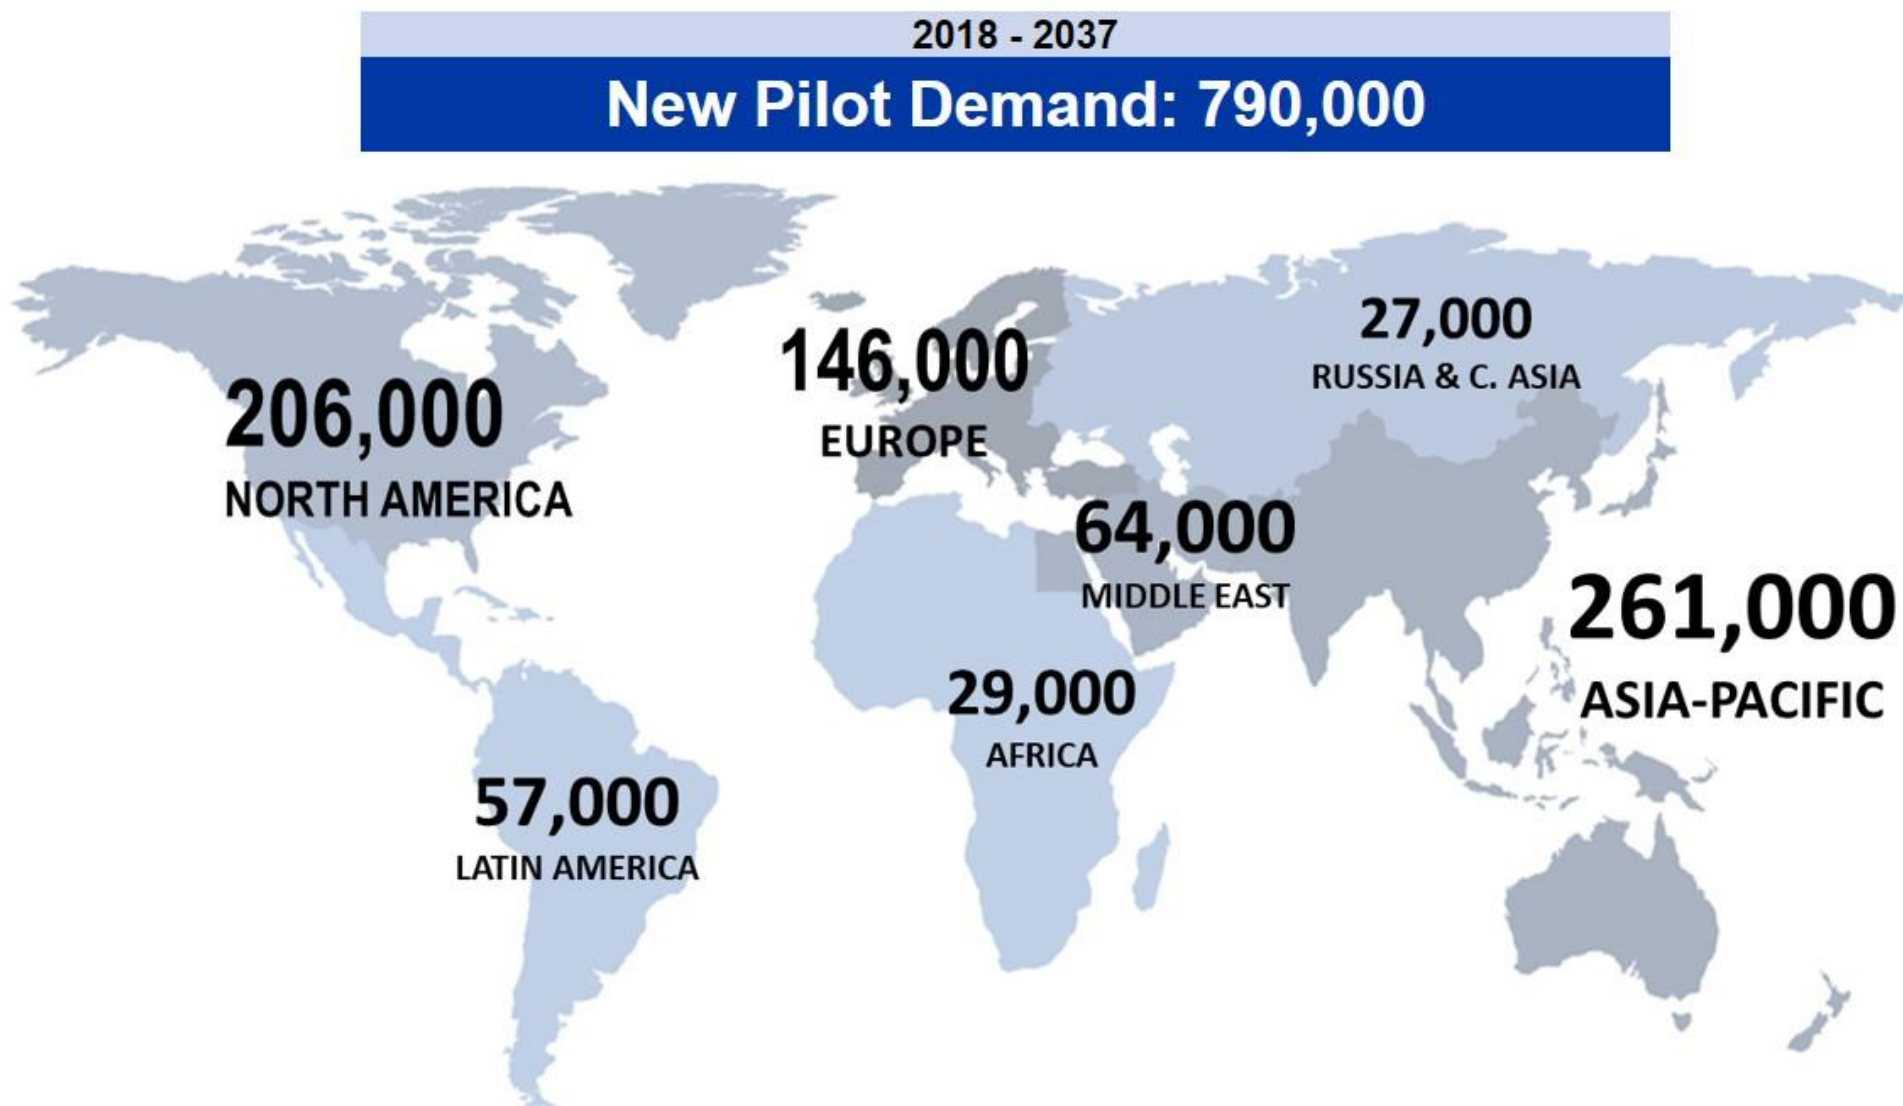 2018 - 2037
New Pilot Demand: 790,000
206,000
NORTH AMERICA
146,000
EUROPE
27,000
RUSSIA & C. ASIA
64,000
MIDDLE EAST
261,000
ASIA-PACIFIC
29,000
AFRICA
57,000
LATIN AMERICA